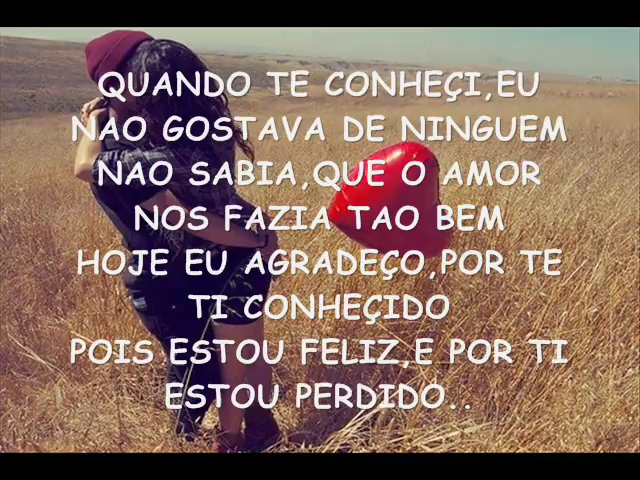 QUANDO TE CONHEÇI,EU
NAO GOSTAVA DE NINGUEM
NAO SABIA,QUE O AMOR
NOS FAZIA TAO BEM
HOJE EU AGRADEÇO,POR TE
TI CONHEÇIDO
POIS ESTOU FELIZ,E POR TI
ESTOU PERDIDO..